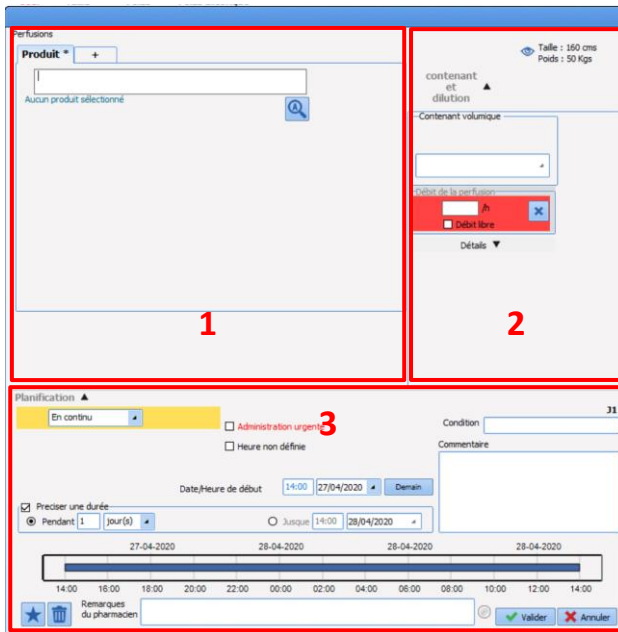 Perfusions
Produit * +
Aucun produit sélectionné
1
Taille : 160 cms
Poids : 50 Kgs
contenant
et
dilution ▲
Contenant volumique
Débit de la perfusion
/h
Débit libre
Détails ▼
2
Planification ▲
J1
En continu
Administration urgente
3
Condition
Heure non définie
Commentaire
Date/Heure de début 14:00 27/04/2020 Demain
Preciser une durée
Pendant 1 jour(s) Jusque 14:00 28/04/2020
27-04-2020 28-04-2020 28-04-2020 28-04-2020
14:00 16:00 18:00 20:00 22:00 00:00 02:00 04:00 06:00 08:00 10:00 12:00 14:00
Remarques
du pharmacien
Valider Annuler